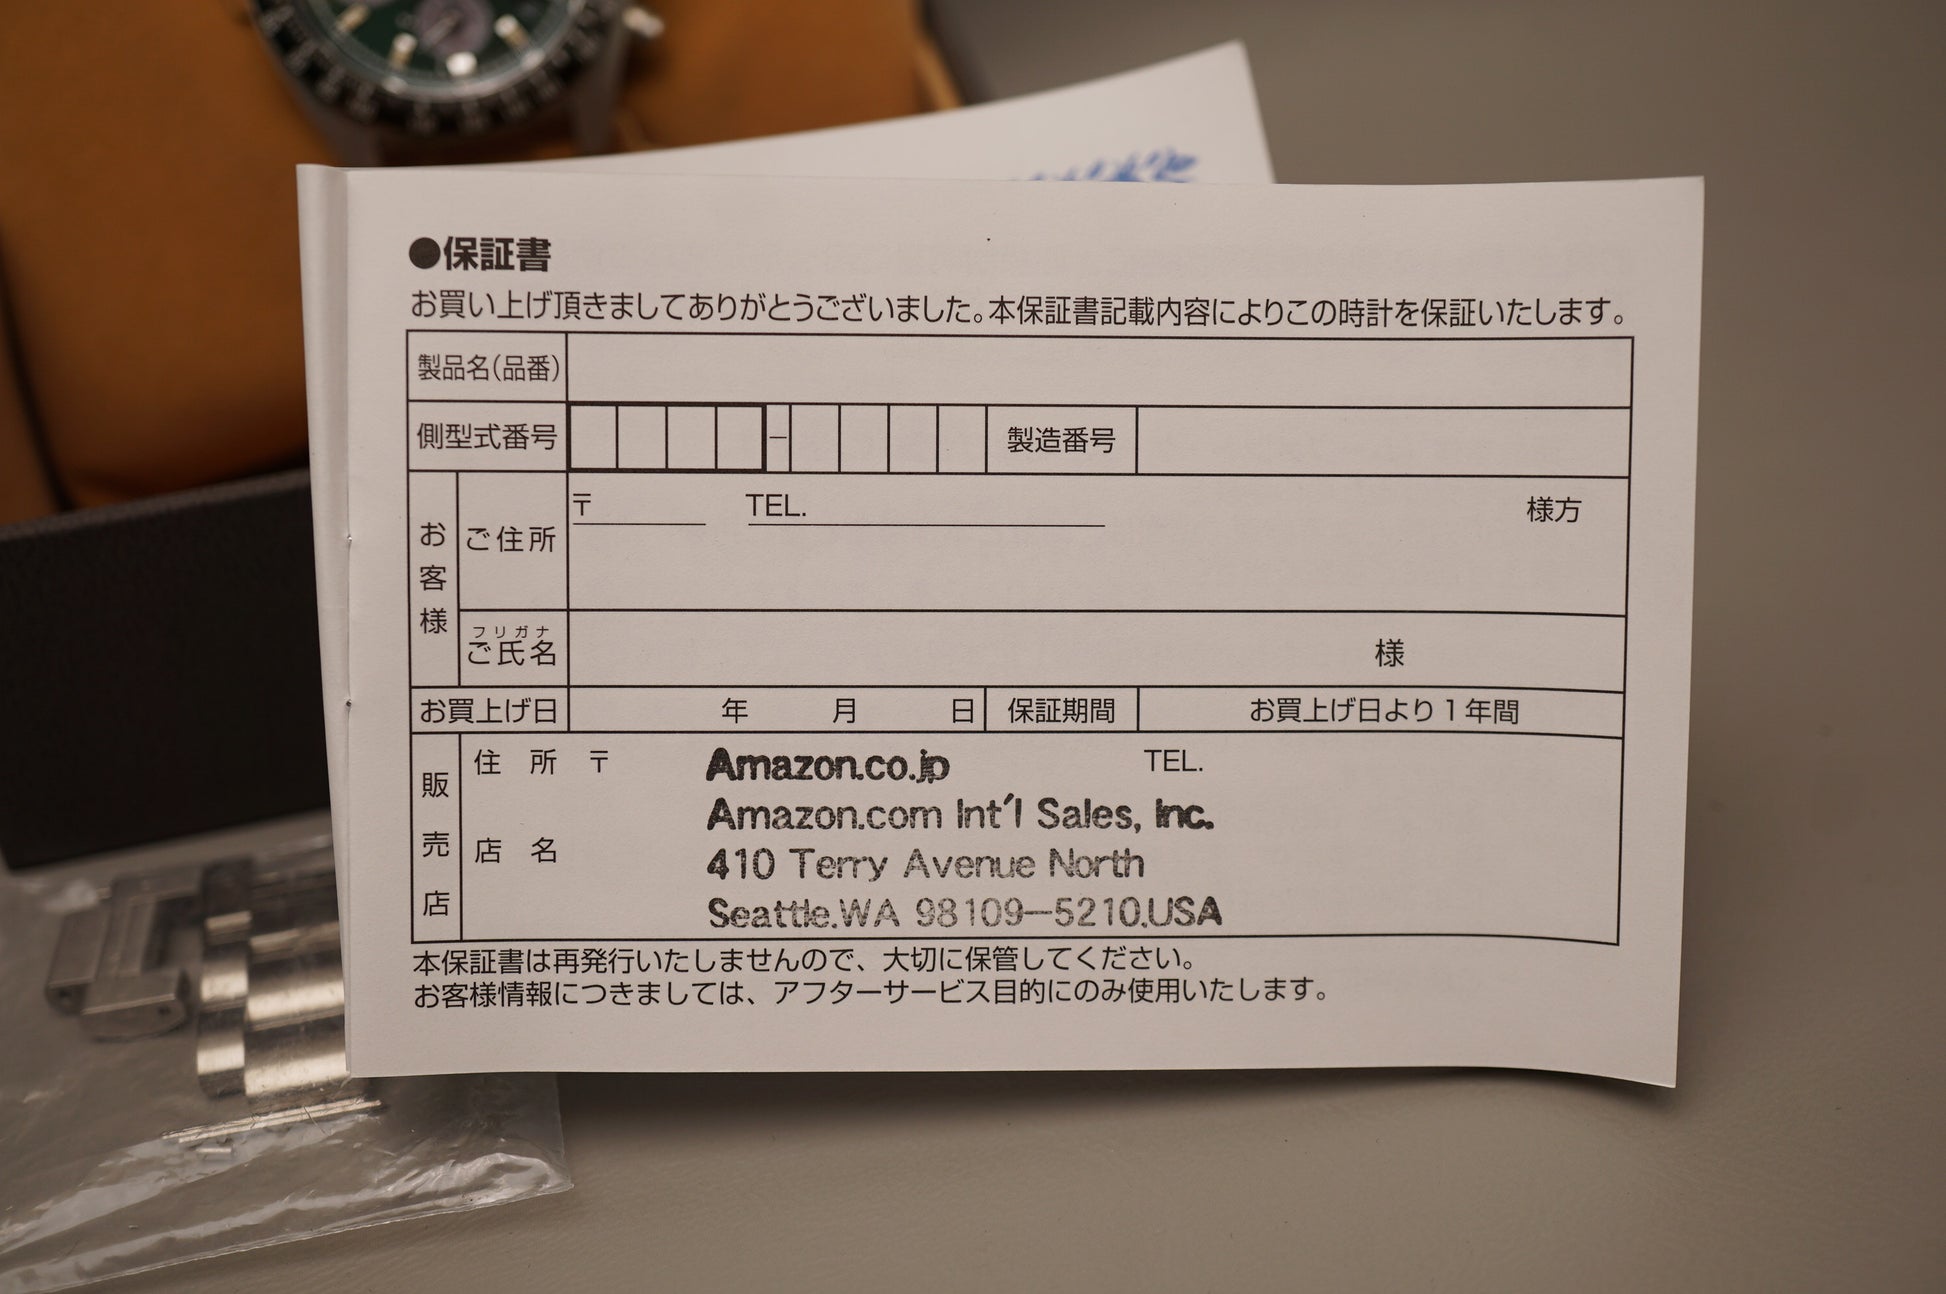 ●保証書
お買い上げ頂きましてありがとうございました。本保証書記載内容によりこの時計を保証いたします。
製品名(品番)
側型式番号 － 製造番号
お客様
ご住所 〒 TEL. 様方
フリガナ
ご氏名 様
お買上げ日 年 月 日 保証期間 お買上げ日より1年間
販売店
住所 〒 Amazon.co.jp TEL.
Amazon.com Int'l Sales, Inc.
店名 410 Terry Avenue North
Seattle.WA 98109-5210.USA
本保証書は再発行いたしませんので、大切に保管してください。
お客様情報につきましては、アフターサービス目的にのみ使用いたします。